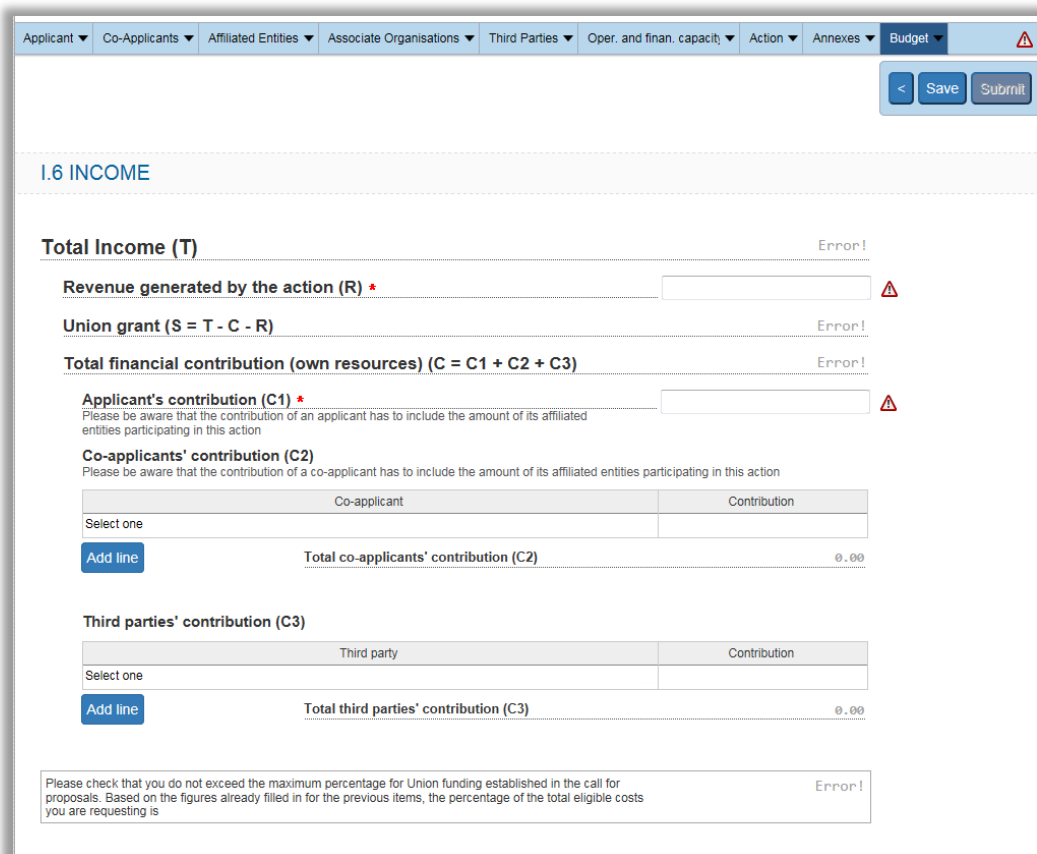 Applicant ▼ Co-Applicants ▼ Affiliated Entities ▼ Associate Organisations ▼ Third Parties ▼ Oper. and finan. capacity ▼ Action ▼ Annexes ▼ Budget ▼
< Save Submit
I.6 INCOME
Total Income (T) Error!
Revenue generated by the action (R) *
Union grant (S = T - C - R) Error!
Total financial contribution (own resources) (C = C1 + C2 + C3) Error!
Applicant's contribution (C1) *
Please be aware that the contribution of an applicant has to include the amount of its affiliated
entities participating in this action
Co-applicants' contribution (C2)
Please be aware that the contribution of a co-applicant has to include the amount of its affiliated entities participating in this action
Co-applicant Contribution
Select one
Add line Total co-applicants' contribution (C2) 0.00
Third parties' contribution (C3)
Third party Contribution
Select one
Add line Total third parties' contribution (C3) 0.00
Please check that you do not exceed the maximum percentage for Union funding established in the call for Error!
proposals. Based on the figures already filled in for the previous items, the percentage of the total eligible costs
you are requesting is